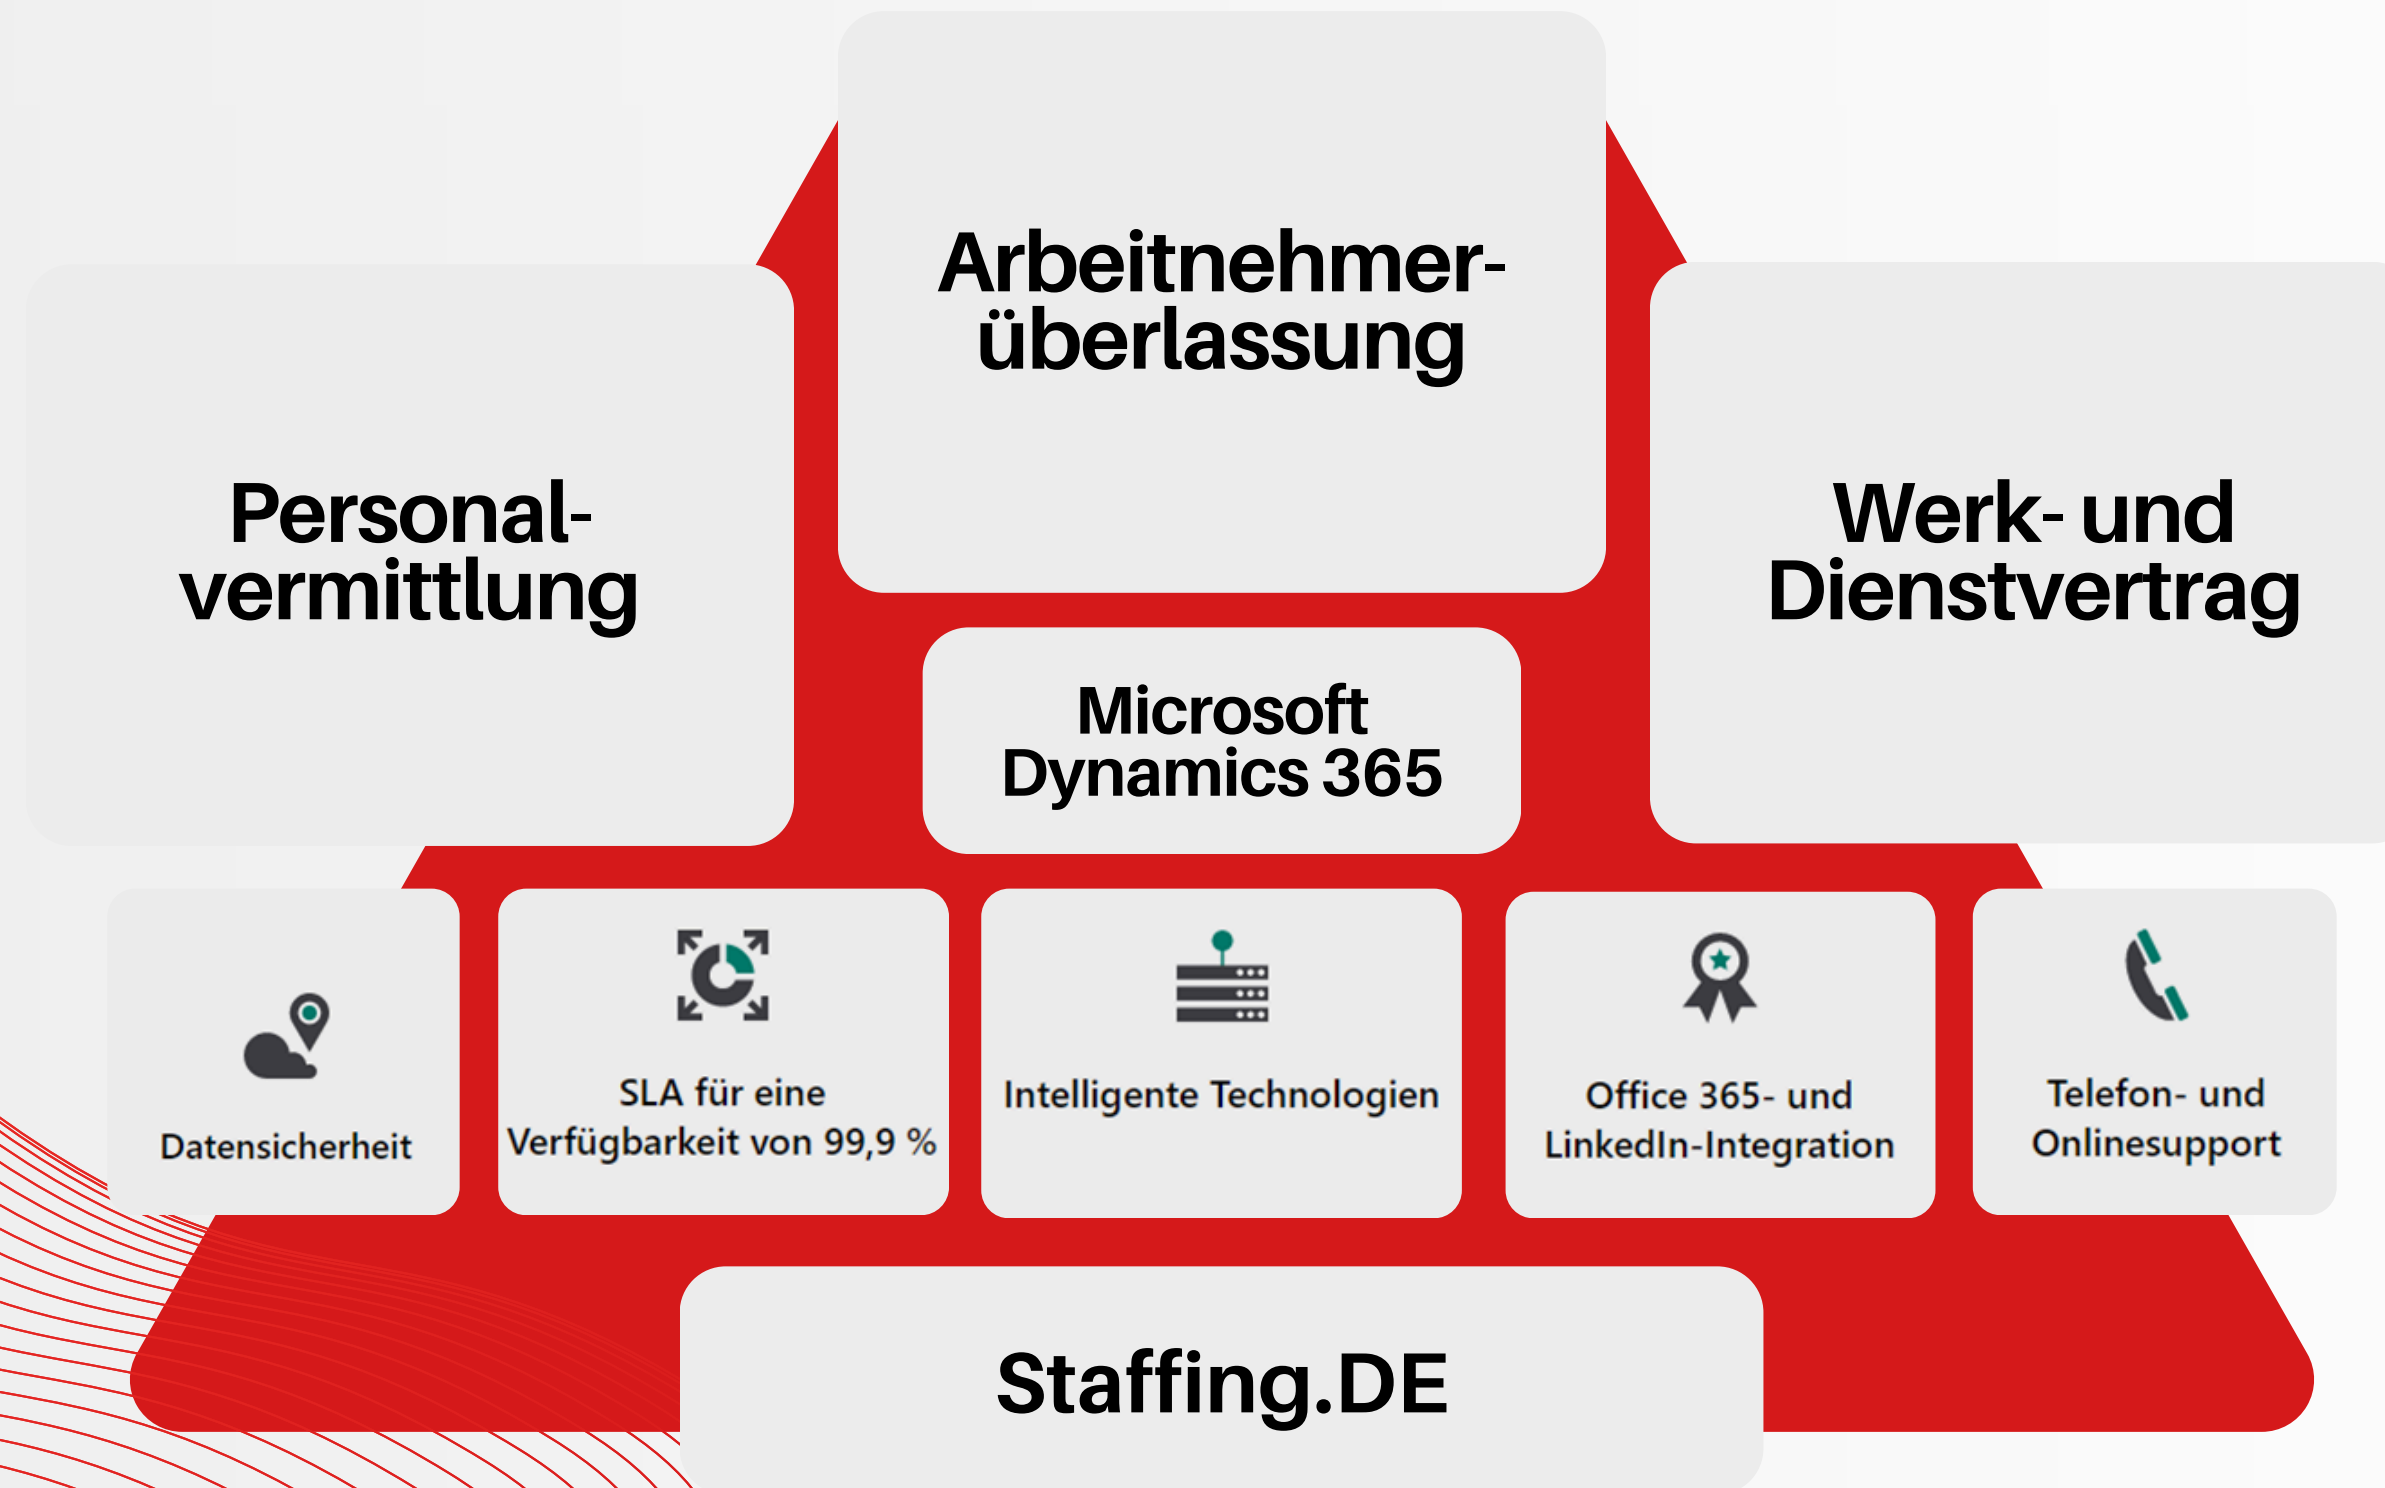 Arbeitnehmer-
überlassung
Personal-
vermittlung
Werk- und
Dienstvertrag
Microsoft
Dynamics 365
Datensicherheit
SLA für eine
Verfügbarkeit von 99,9 %
Intelligente Technologien
Office 365- und
LinkedIn-Integration
Telefon- und
Onlinesupport
Staffing.DE